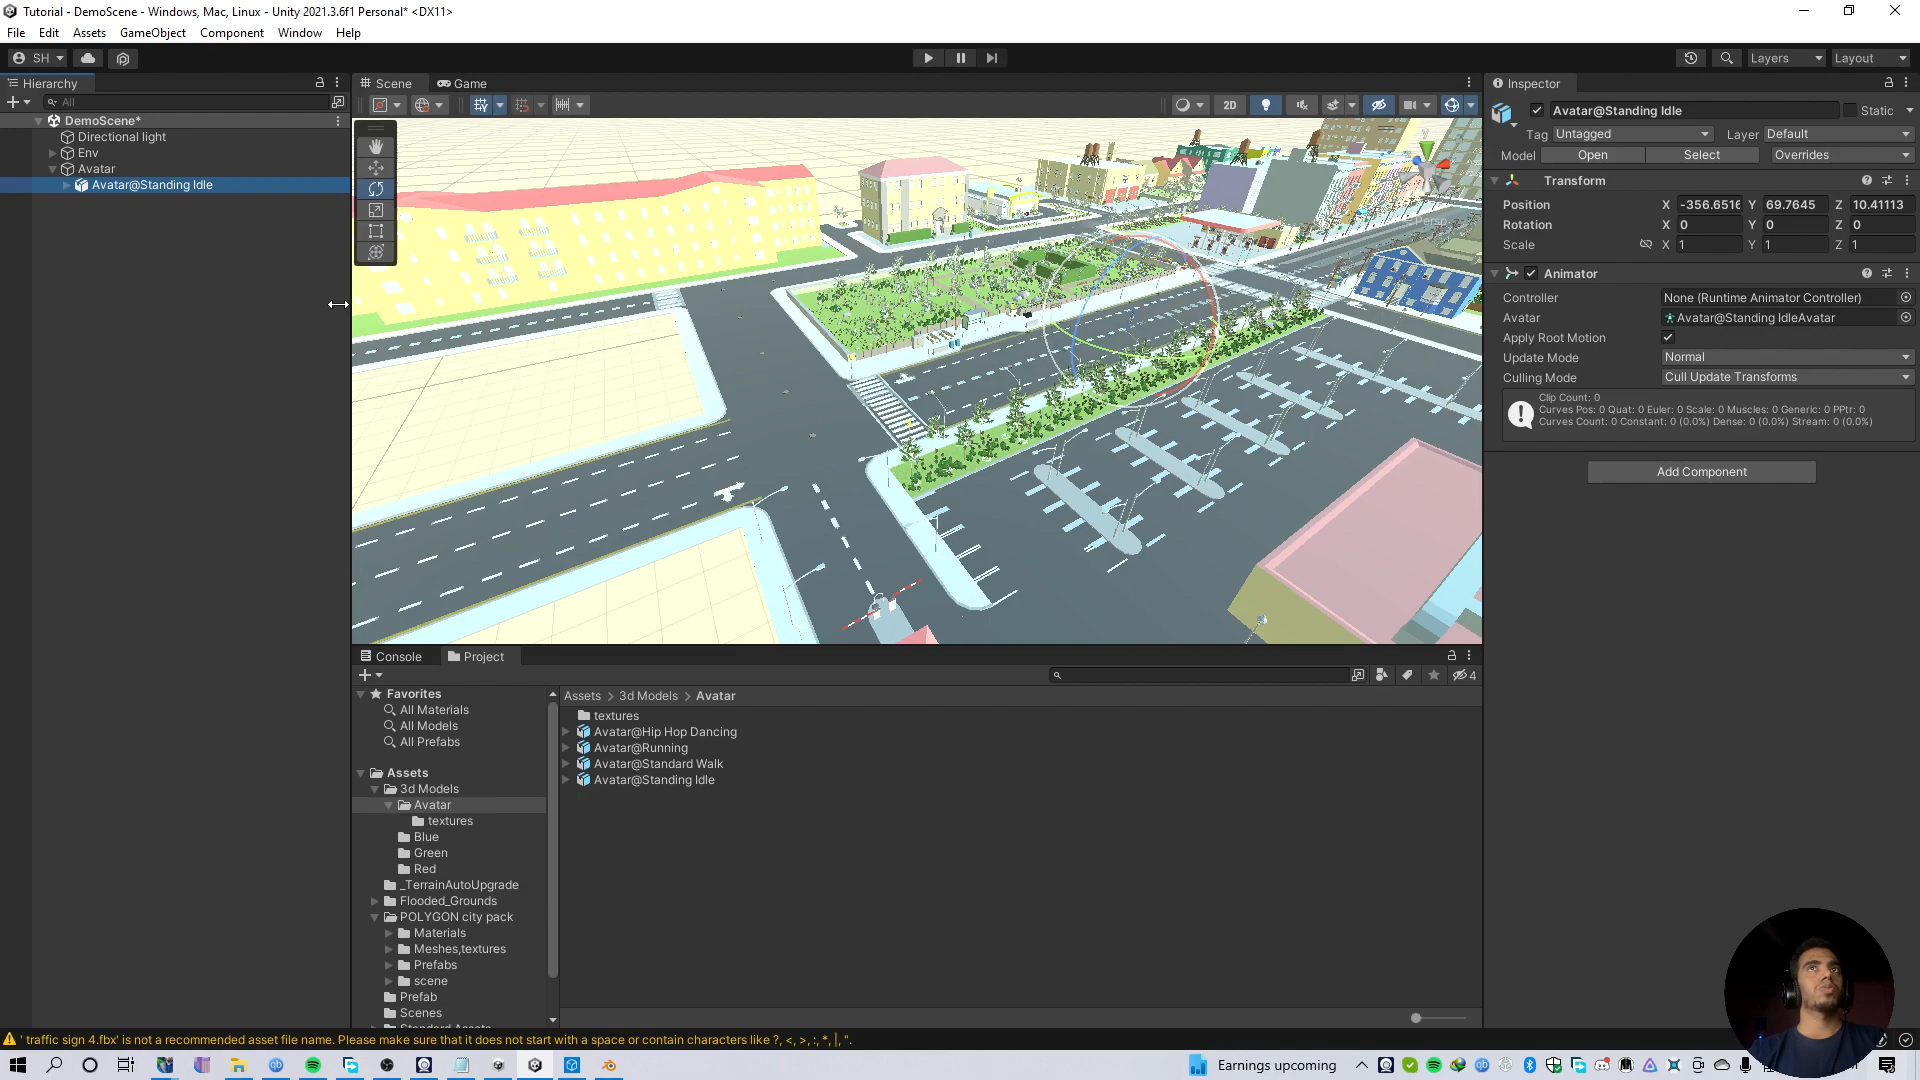 Tutorial - DemoScene - Windows, Mac, Linux - Unity 2021.3.6f1 Personal* <DX11>
File Edit Assets GameObject Component Window Help
SH
Layers
Layout
Hierarchy
All
DemoScene*
Directional light
Env
Avatar
Avatar@Standing Idle
Scene
Game
2D
y
Persp
Inspector
Avatar@Standing Idle
Static
Tag Untagged
Layer Default
Model Open Select Overrides
Transform
Position X -356.6516 Y 69.7645 Z 10.41113
Rotation X 0 Y 0 Z 0
Scale X 1 Y 1 Z 1
Animator
Controller None (Runtime Animator Controller)
Avatar Avatar@Standing IdleAvatar
Apply Root Motion
Update Mode Normal
Culling Mode Cull Update Transforms
Clip Count: 0
Curves Pos: 0 Quat: 0 Euler: 0 Scale: 0 Muscles: 0 Generic: 0 PPtr: 0
Curves Count: 0 Constant: 0 (0.0%) Dense: 0 (0.0%) Stream: 0 (0.0%)
Add Component
Console
Project
4
Favorites
All Materials
All Models
All Prefabs
Assets
3d Models
Avatar
textures
Blue
Green
Red
_TerrainAutoUpgrade
Flooded_Grounds
POLYGON city pack
Materials
Meshes,textures
Prefabs
scene
Prefab
Scenes
Standard Assets
Assets > 3d Models > Avatar
textures
Avatar@Hip Hop Dancing
Avatar@Running
Avatar@Standard Walk
Avatar@Standing Idle
' traffic sign 4.fbx' is not a recommended asset file name. Please make sure that it does not start with a space or contain characters like ?, <, >, :, *, |, ".
Earnings upcoming